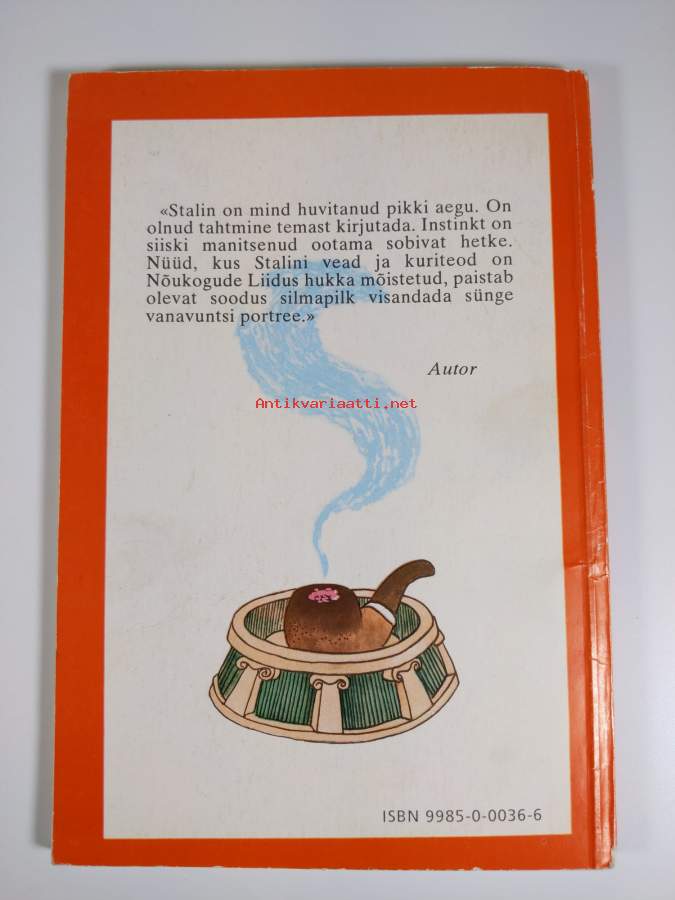 «Stalin on mind huvitanud pikki aegu. On
olnud tahtmine temast kirjutada. Instinkt on
siiski manitsenud ootama sobivat hetke.
Nüüd, kus Stalini vead ja kuriteod on
Nõukogude Liidus hukka mõistetud, paistab
olevat soodus silmapilk visandada sünge
vanavuntsi portree.»
Autor
Antikvariaatti.net
ISBN 9985-0-0036-6